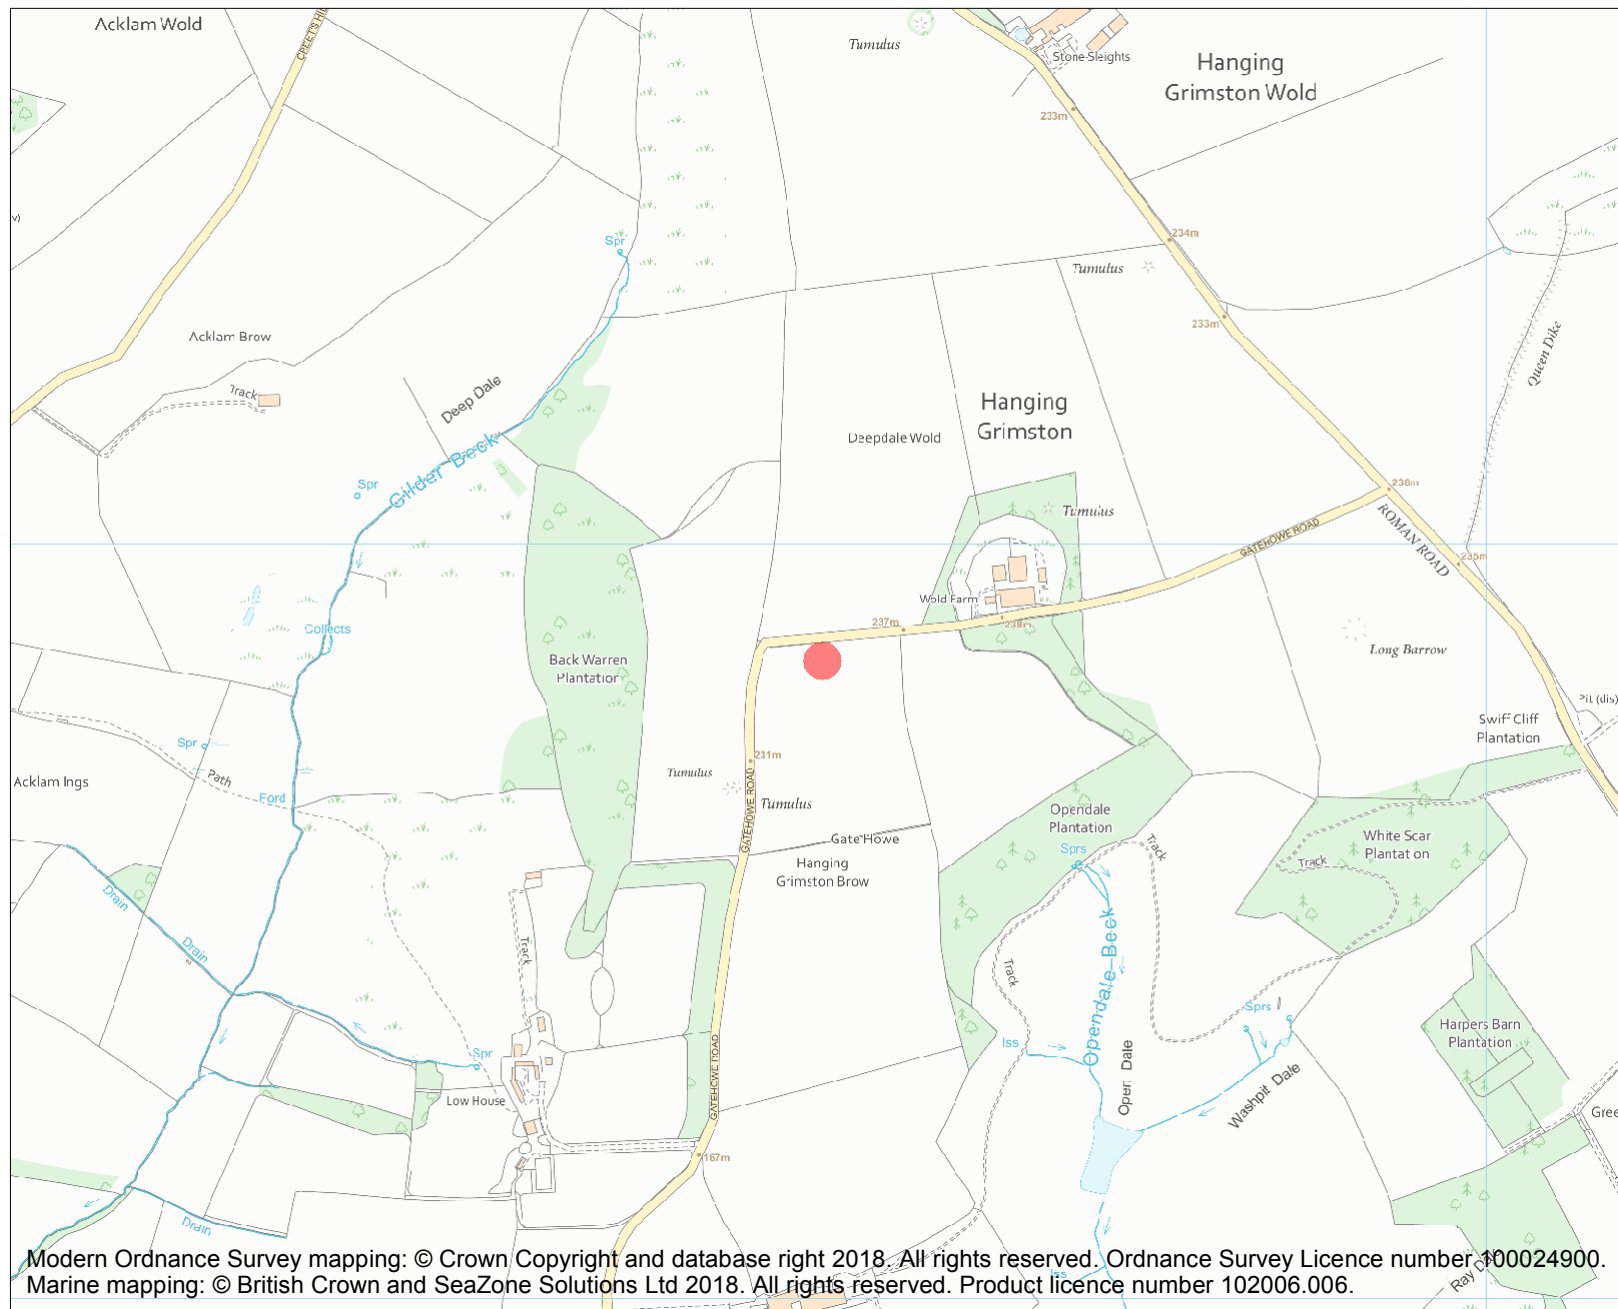 Acklam Wold
Tumulus
Stone Sleights
Hanging
Grimston Wold
233m
Spr
234m
Tumulus
233m
Queen Dike
Acklam Brow
Track
Deep Dale
Hanging
Grimston
Deepdale Wold
Gilder Beck
Spr
Tumulus
236m
ROMAN ROAD
GATEHOWE ROAD
235m
Wold Farm
237m
238m
Collects
Back Warren
Plantation
Long Barrow
Pit (dis)
Swiff Cliff
Plantation
Spr
Path
Acklam Ings
Ford
231m
Tumulus
Tumulus
GATEHOWE ROAD
Opendale
Plantation
Sprs
Track
White Scar
Plantation
Track
Gate Howe
Hanging
Grimston Brow
Drain
Drain
Track
Track
Opendale Beck
Sprs
Iss
Harpers Barn
Plantation
Spr
Low House
GATEHOWE ROAD
Open Dale
Washpit Dale
Gree
167m
Drain
Iss
Ray Dale
Modern Ordnance Survey mapping: © Crown Copyright and database right 2018. All rights reserved. Ordnance Survey Licence number 100024900.
Marine mapping: © British Crown and SeaZone Solutions Ltd 2018. All rights reserved. Product licence number 102006.006.